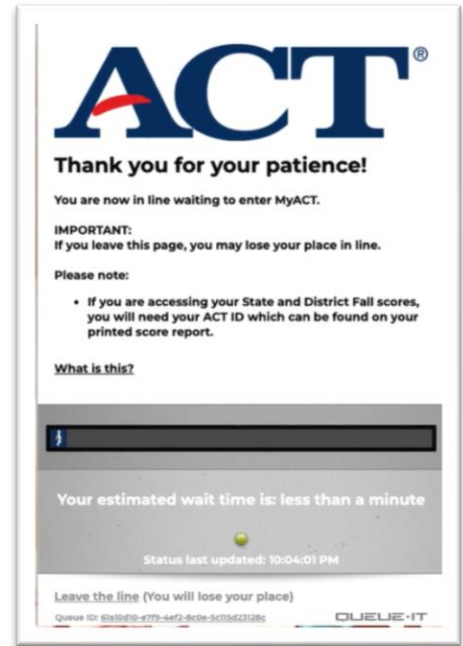 ACT®
Thank you for your patience!
You are now in line waiting to enter MyACT.
IMPORTANT:
If you leave this page, you may lose your place in line.
Please note:
• If you are accessing your State and District Fall scores,
you will need your ACT ID which can be found on your
printed score report.
What is this?
Your estimated wait time is: less than a minute
Status last updated: 10:04:01 PM
Leave the line (You will lose your place)
Queue ID:
QUEUE-IT